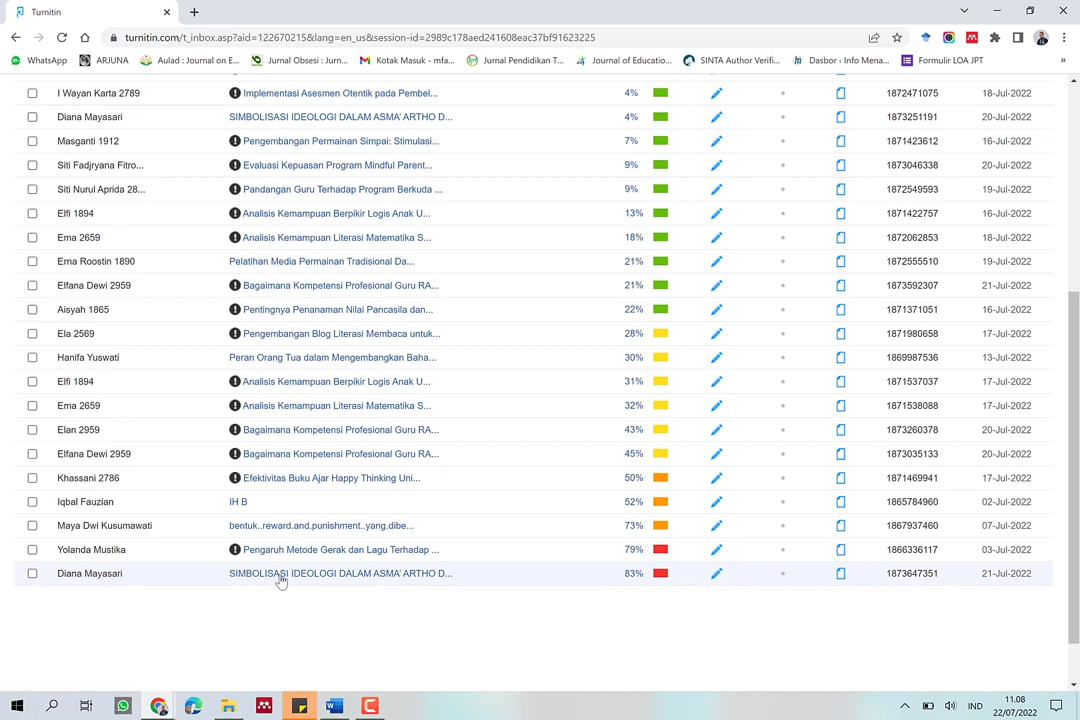 Turnitin
turnitin.com/t_inbox.asp?aid=122670215&lang=en_us&session-id=2989c178aed241608eac37bf91623225
WhatsApp ARJUNA Aulad : Journal on E... Jurnal Obsesi : Jurn... Kotak Masuk - mfa... Jurnal Pendidikan T... Journal of Education... SINTA Author Verifi... Dasbor ‹ Info Mena... Formulir LOA JPT »
I Wayan Karta 2789 Implementasi Asesmen Otentik pada Pembel... 4% 1872471075 18-Jul-2022
Diana Mayasari SIMBOLISASI IDEOLOGI DALAM ASMA' ARTHO D... 4% 1873251191 20-Jul-2022
Masganti 1912 Pengembangan Permainan Simpai: Stimulasi... 7% 1871423612 16-Jul-2022
Siti Fadjryana Fitro... Evaluasi Kepuasan Program Mindful Parent... 9% 1873046338 20-Jul-2022
Siti Nurul Aprida 28... Pandangan Guru Terhadap Program Berkuda ... 9% 1872549593 19-Jul-2022
Elfi 1894 Analisis Kemampuan Berpikir Logis Anak U... 13% 1871422757 16-Jul-2022
Ema 2659 Analisis Kemampuan Literasi Matematika S... 18% 1872062853 18-Jul-2022
Erna Roostin 1890 Pelatihan Media Permainan Tradisional Da... 21% 1872555510 19-Jul-2022
Elfana Dewi 2959 Bagaimana Kompetensi Profesional Guru RA... 21% 1873592307 21-Jul-2022
Aisyah 1865 Pentingnya Penanaman Nilai Pancasila dan... 22% 1871371051 16-Jul-2022
Ela 2569 Pengembangan Blog Literasi Membaca untuk... 28% 1871980658 17-Jul-2022
Hanifa Yuswati Peran Orang Tua dalam Mengembangkan Baha... 30% 1869987536 13-Jul-2022
Elfi 1894 Analisis Kemampuan Berpikir Logis Anak U... 31% 1871537037 17-Jul-2022
Ema 2659 Analisis Kemampuan Literasi Matematika S... 32% 1871538088 17-Jul-2022
Elan 2959 Bagaimana Kompetensi Profesional Guru RA... 43% 1873260378 20-Jul-2022
Elfana Dewi 2959 Bagaimana Kompetensi Profesional Guru RA... 45% 1873035133 20-Jul-2022
Khassani 2786 Efektivitas Buku Ajar Happy Thinking Uni... 50% 1871469941 17-Jul-2022
Iqbal Fauzian IH B 52% 1865784960 02-Jul-2022
Maya Dwi Kusumawati bentuk..reward.and.punishment..yang.dibe... 73% 1867937460 07-Jul-2022
Yolanda Mustika Pengaruh Metode Gerak dan Lagu Terhadap ... 79% 1866336117 03-Jul-2022
Diana Mayasari SIMBOLISASI IDEOLOGI DALAM ASMA' ARTHO D... 83% 1873647351 21-Jul-2022
IND
11.08
22/07/2022